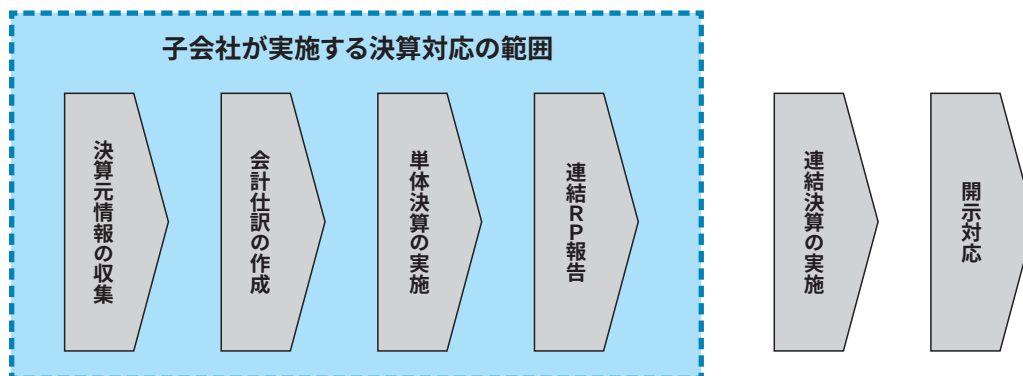 子会社が実施する決算対応の範囲
決算元情報の収集
会計仕訳の作成
単体決算の実施
連結RP報告
連結決算の実施
開示対応